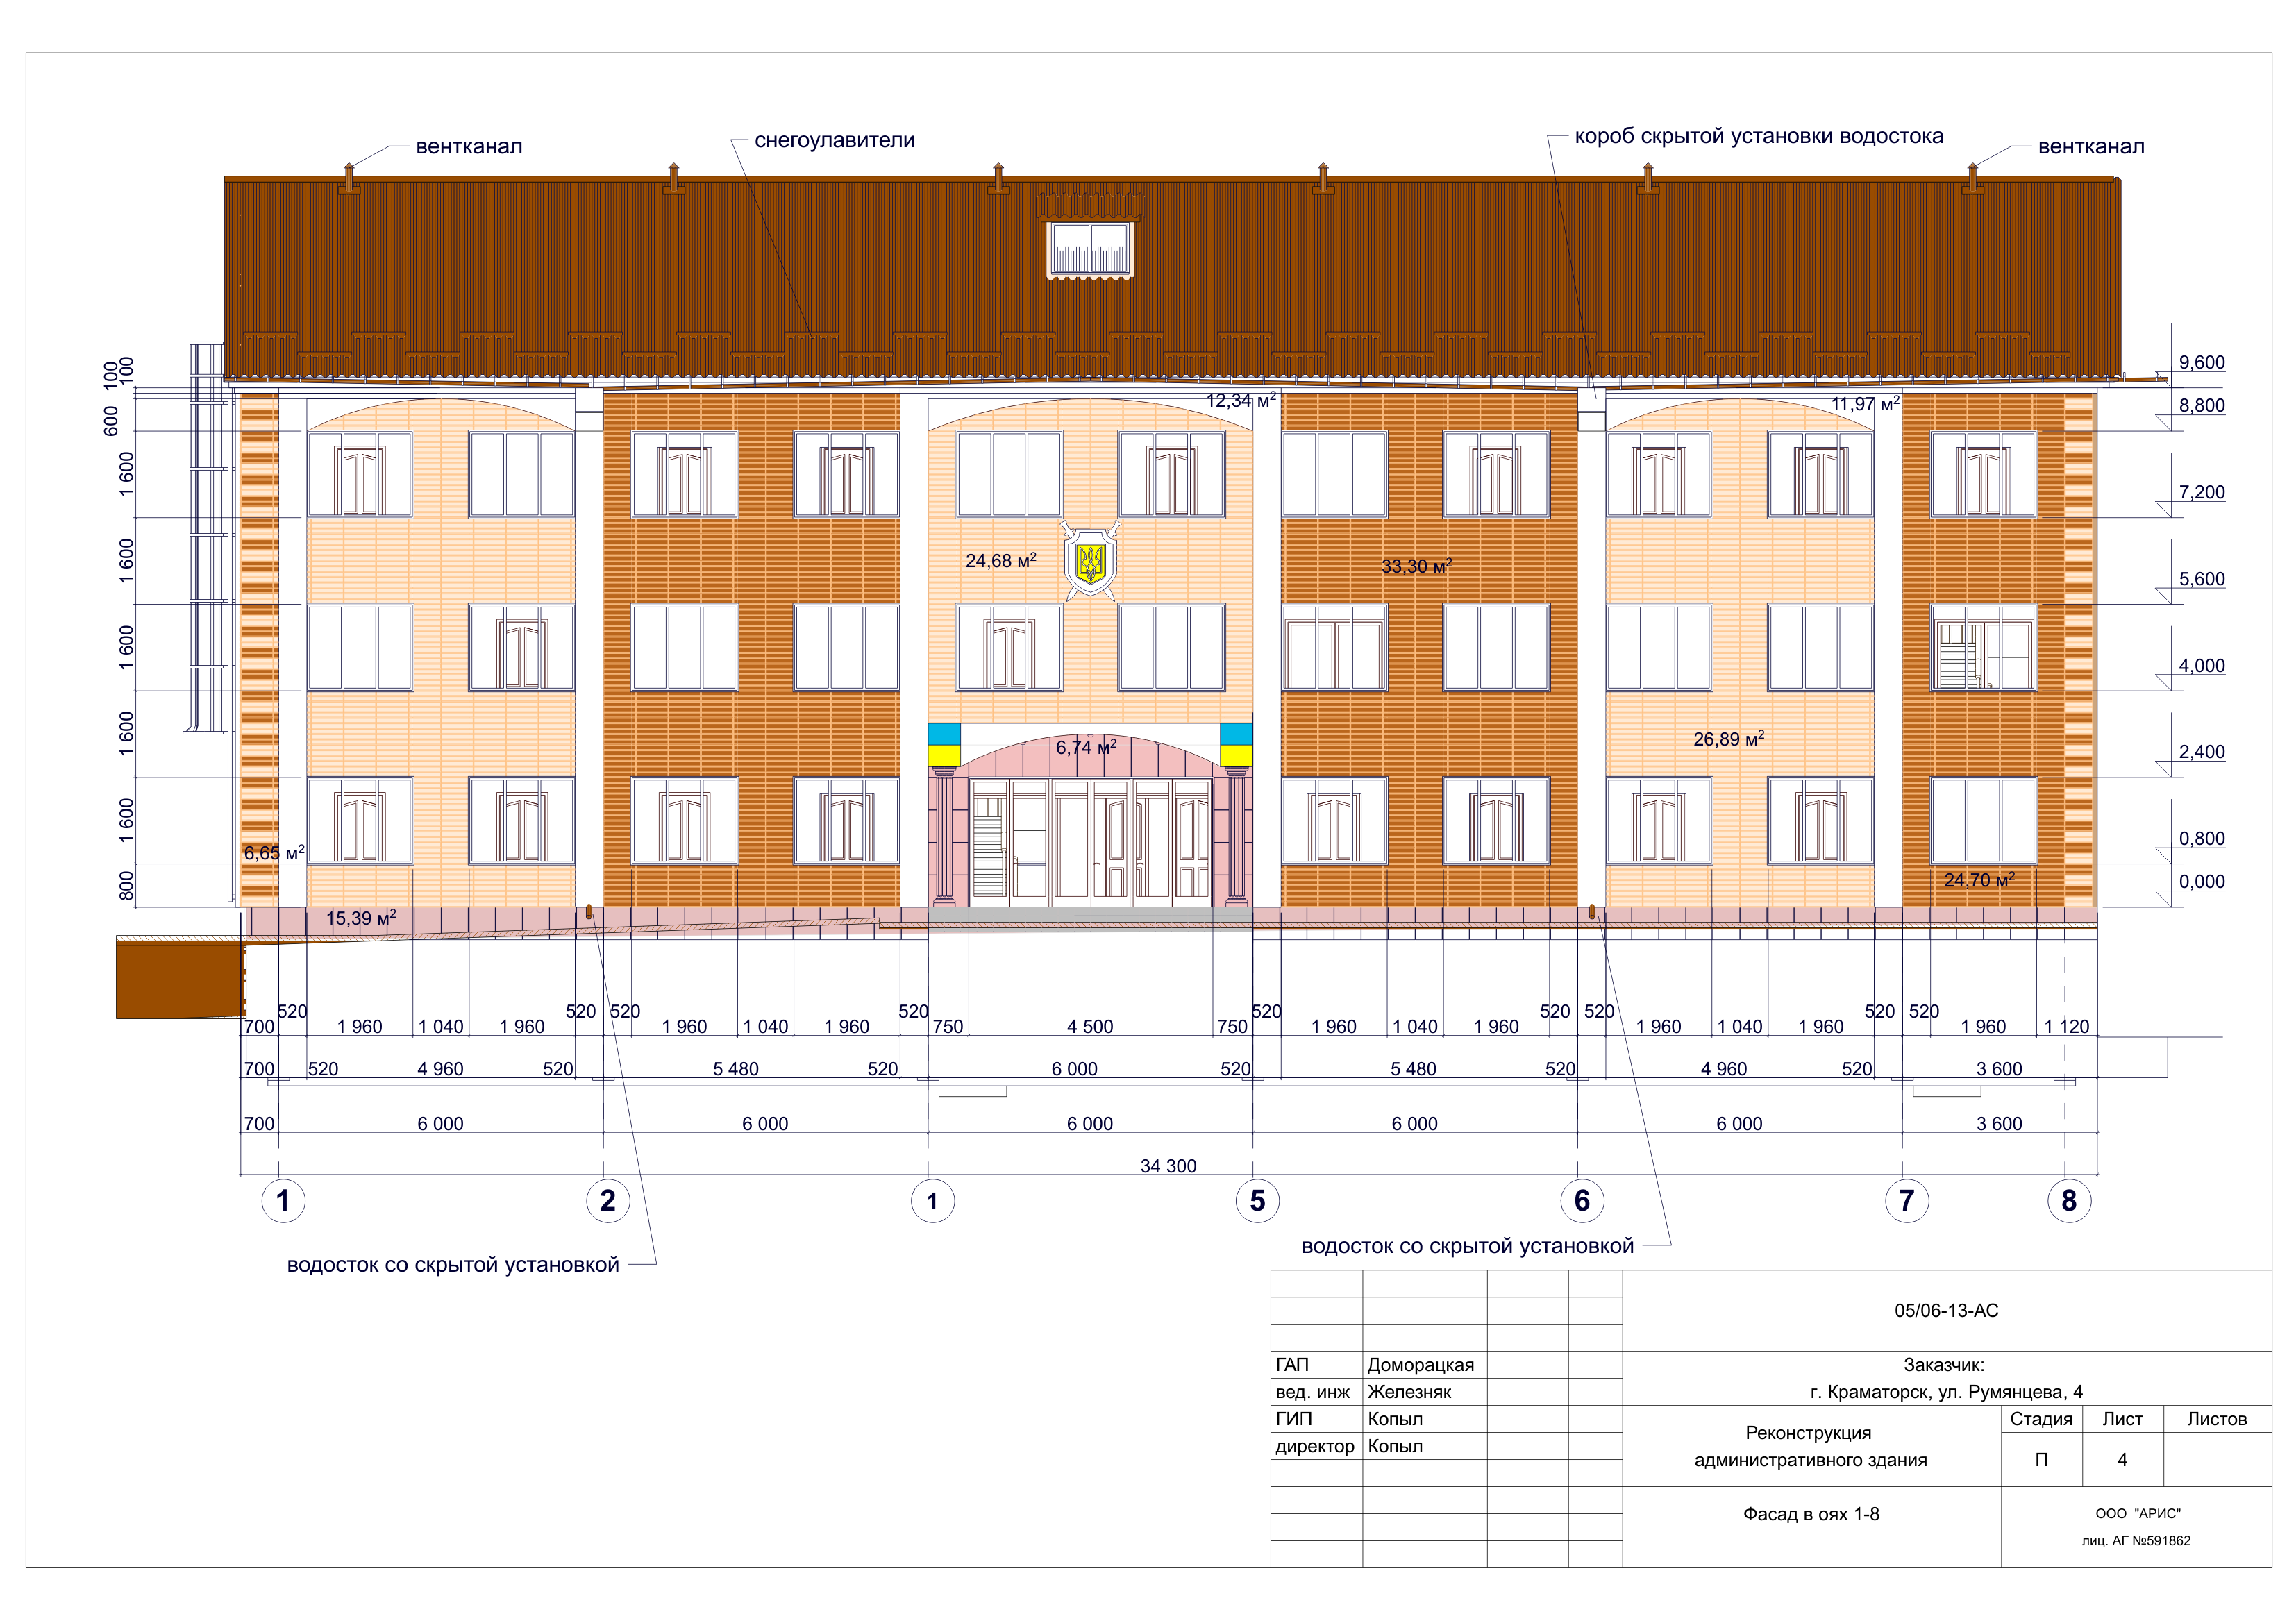 вентканал
снегоулавители
короб скрытой установки водостока
вентканал
100
100
600
1 600
1 600
1 600
1 600
1 600
800
9,600
8,800
7,200
5,600
4,000
2,400
0,800
0,000
12,34 м²
11,97 м²
24,68 м²
33,30 м²
6,74 м²
26,89 м²
6,65 м²
24,70 м²
15,39 м²
520 520 520 520 520 520 520 520 520
700 1 960 1 040 1 960 1 960 1 040 1 960 750 4 500 750 1 960 1 040 1 960 1 960 1 040 1 960 1 960 1 120
700 520 4 960 520 5 480 520 6 000 520 5 480 520 4 960 520 3 600
700 6 000 6 000 6 000 6 000 6 000 3 600
34 300
1 2 1 5 6 7 8
водосток со скрытой установкой
водосток со скрытой установкой
05/06-13-АС
ГАП Доморацкая
Заказчик:
вед. инж Железняк
г. Краматорск, ул. Румянцева, 4
ГИП Копыл
директор Копыл
Реконструкция
административного здания
Стадия Лист Листов
П 4
Фасад в оях 1-8
ООО "АРИС"
лиц. АГ №591862